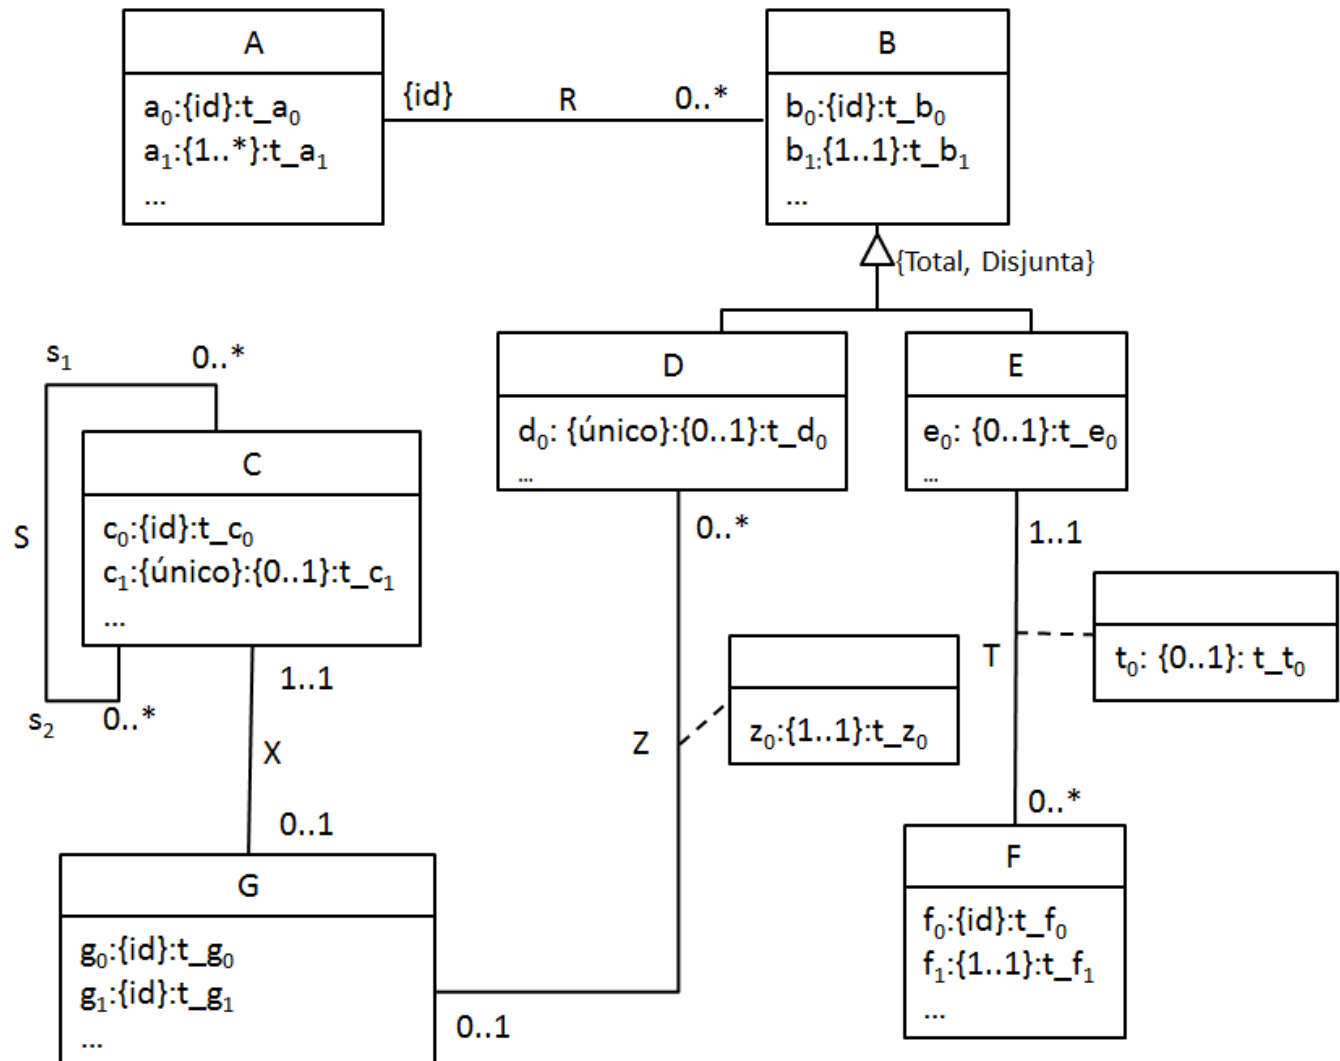 A
a₀:{id}:t_a₀
a₁:{1..*}:t_a₁
...
{id}
R
0..*
B
b₀:{id}:t_b₀
b₁:{1..1}:t_b₁
...
{Total, Disjunta}
s₁
0..*
C
c₀:{id}:t_c₀
c₁:{único}:{0..1}:t_c₁
...
S
s₂
0..*
D
d₀: {único}:{0..1}:t_d₀
...
E
e₀: {0..1}:t_e₀
...
0..*
1..1
t₀: {0..1}: t_t₀
T
1..1
X
0..1
Z
z₀:{1..1}:t_z₀
0..*
F
f₀:{id}:t_f₀
f₁:{1..1}:t_f₁
...
G
g₀:{id}:t_g₀
g₁:{id}:t_g₁
...
0..1